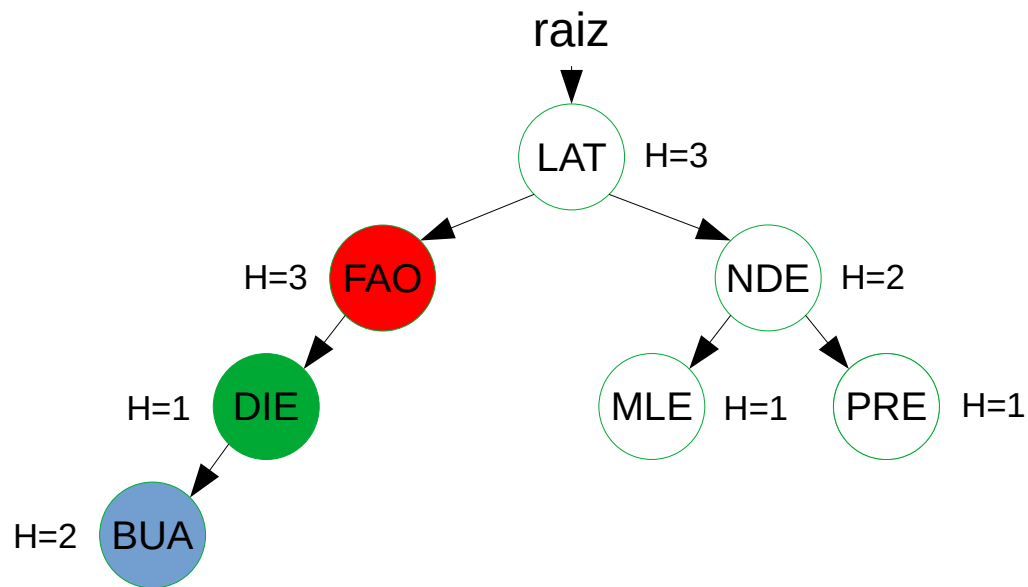 raiz
LAT H=3
H=3 FAO NDE H=2
H=1 DIE MLE H=1 PRE H=1
H=2 BUA